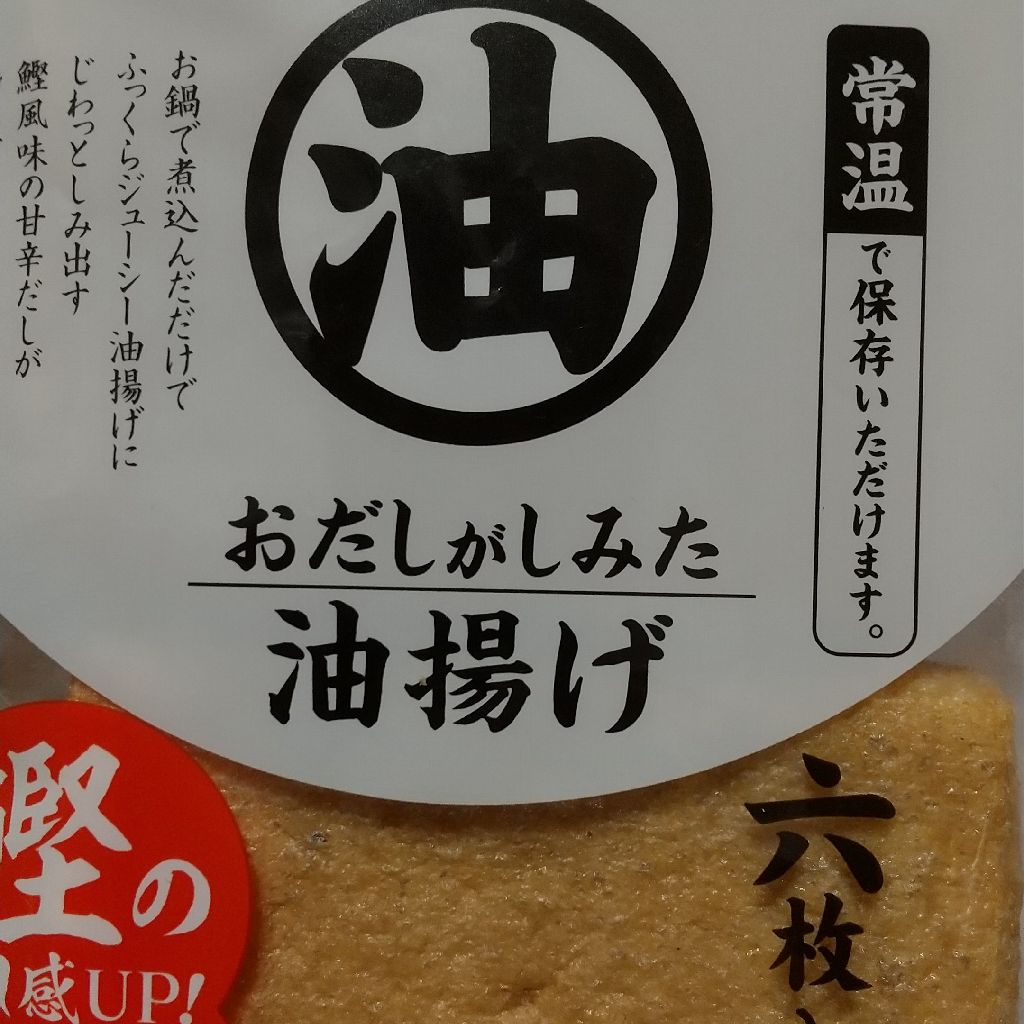 油
常温
で保存いただけます。
お鍋で煮込んだだけで
ふっくらジューシー油揚げに
じわっとしみ出す
鰹風味の甘辛だしが
おだしがしみた
油揚げ
六枚
鰹の
感UP!